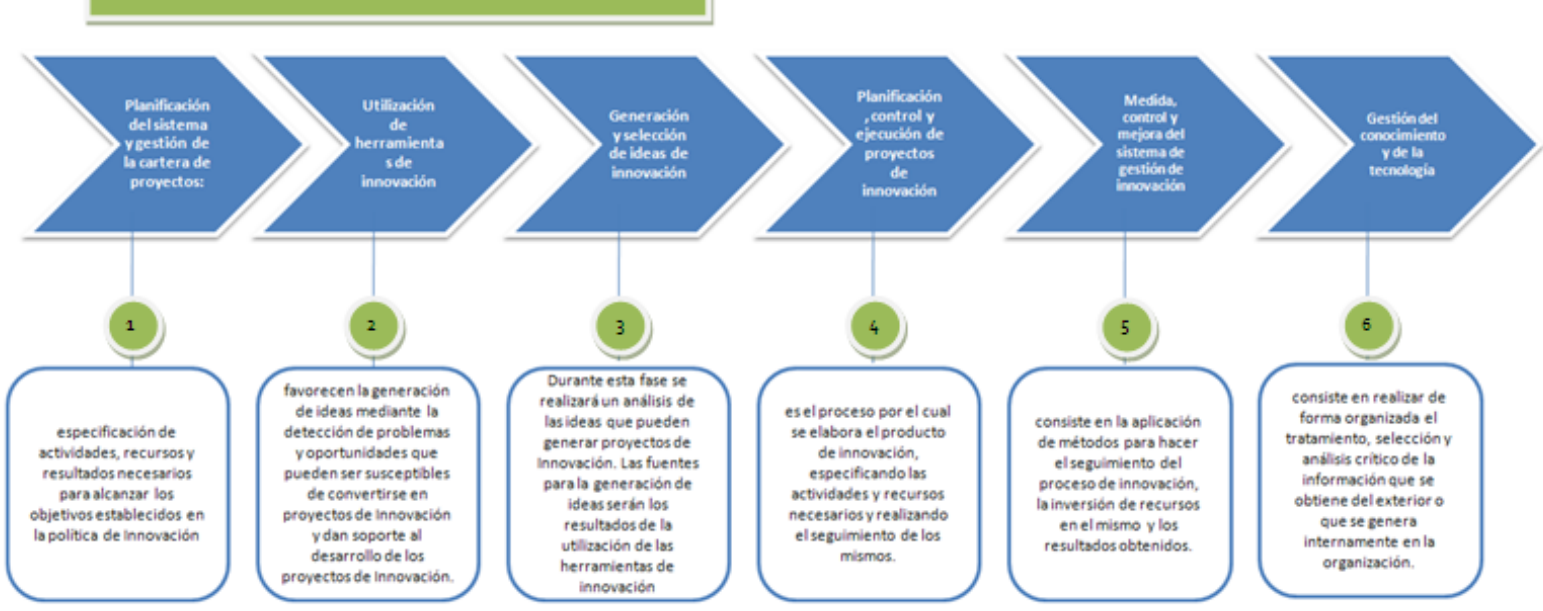 Planificación
del sistema
y gestión de
la cartera de
proyectos:
Utilización
de
herramienta
s de
innovación
Generación
y selección
de ideas de
innovación
Planificación
, control y
ejecución de
proyectos
de
innovación
Medida,
control y
mejora del
sistema de
gestión de
innovación
Gestión del
conocimiento
y de la
tecnología
1
2
3
4
5
6
especificación de
actividades, recursos y
resultados necesarios
para alcanzar los
objetivos establecidos en
la política de Innovación
favorecen la generación
de ideas mediante la
detección de problemas
y oportunidades que
pueden ser susceptibles
de convertirse en
proyectos de Innovación
y dan soporte al
desarrollo de los
proyectos de Innovación.
Durante esta fase se
realizará un análisis de
las ideas que pueden
generar proyectos de
Innovación. Las fuentes
para la generación de
ideas serán los
resultados de la
utilización de las
herramientas de
innovación
es el proceso por el cual
se elabora el producto
de innovación,
especificando las
actividades y recursos
necesarios y realizando
el seguimiento de los
mismos.
consiste en la aplicación
de métodos para hacer
el seguimiento del
proceso de innovación,
la inversión de recursos
en el mismo y los
resultados obtenidos.
consiste en realizar de
forma organizada el
tratamiento, selección y
análisis crítico de la
información que se
obtiene del exterior o
que se genera
internamente en la
organización.